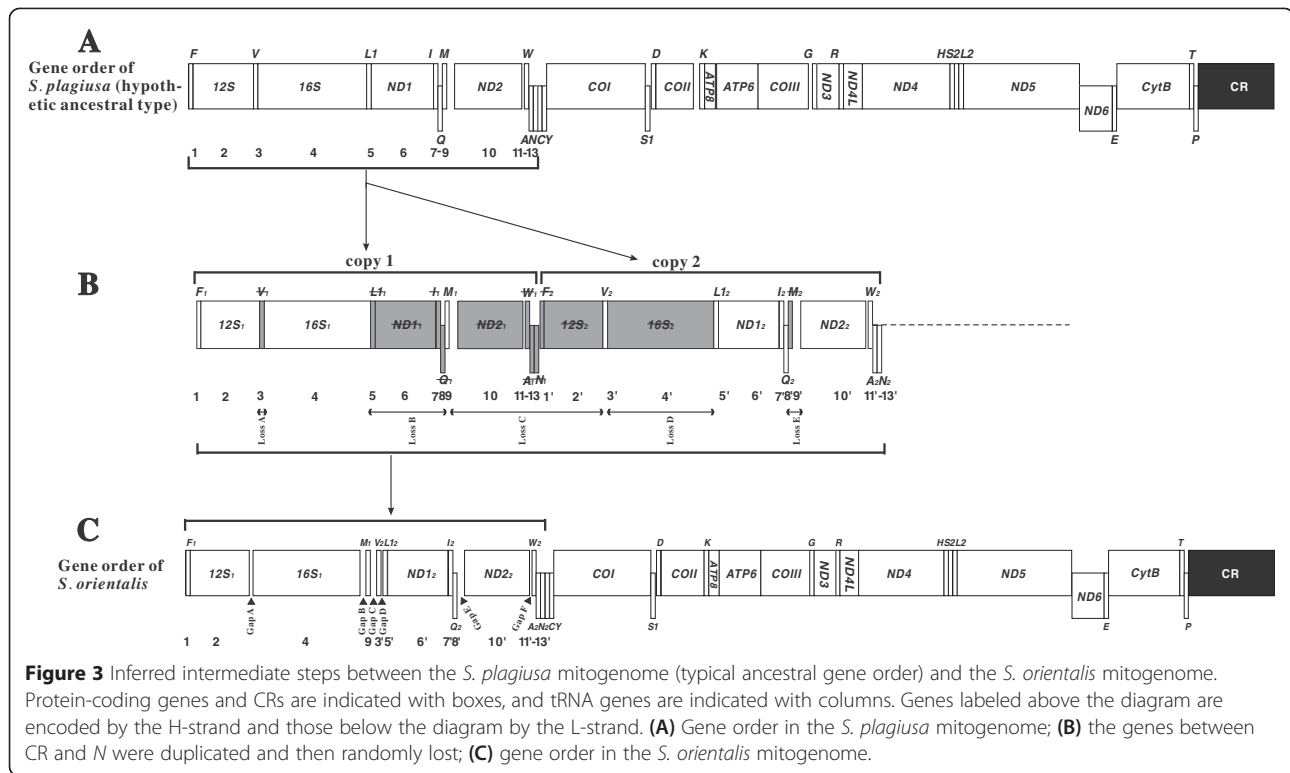 A
Gene order of
S. plagiusa (hypoth-
etic ancestral type)
F V L1 I M W D K G R HS2L2 T
12S 16S ND1 ND2 COI COII ATP8 ATP6 COIII ND3 ND4L ND4 ND5 ND6 CytB CR
Q ANCY S1 E P
1 2 3 4 5 6 7-9 10 11-13
copy 1 copy 2
B
F1 V1 L11 I1 M1 W1 F2 V2 L12 I2 M2 W2
12S1 16S1 ND11 ND21 12S2 16S2 ND12 ND22
Q1 A1 N1 Q2 A2N2
1 2 3 4 5 6 789 10 11-13 1' 2' 3' 4' 5' 6' 7'8'9' 10' 11'-13'
Loss A Loss B Loss C Loss D Loss E
C
Gene order of
S. orientalis
F1 M1 V2L12 I2 W2 D K G R HS2L2 T
12S1 16S1 ND12 ND22 COI COII ATP8 ATP6 COIII ND3 ND4L ND4 ND5 ND6 CytB CR
Gap A Gap B Gap C Gap D Q2 Gap E Gap F A2N2CY S1 E P
1 2 4 9 3'5' 6' 7'8' 10' 11'-13'
Figure 3 Inferred intermediate steps between the S. plagiusa mitogenome (typical ancestral gene order) and the S. orientalis mitogenome.
Protein-coding genes and CRs are indicated with boxes, and tRNA genes are indicated with columns. Genes labeled above the diagram are
encoded by the H-strand and those below the diagram by the L-strand. (A) Gene order in the S. plagiusa mitogenome; (B) the genes between
CR and N were duplicated and then randomly lost; (C) gene order in the S. orientalis mitogenome.